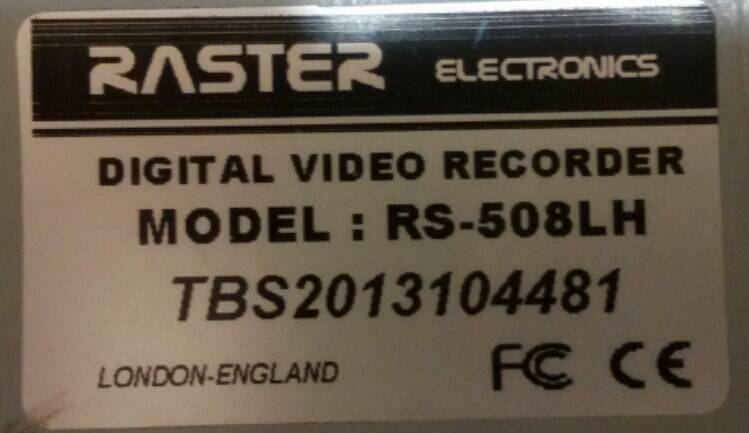 RASTER ELECTRONICS
DIGITAL VIDEO RECORDER
MODEL : RS-508LH
TBS2013104481
LONDON-ENGLAND FC CE